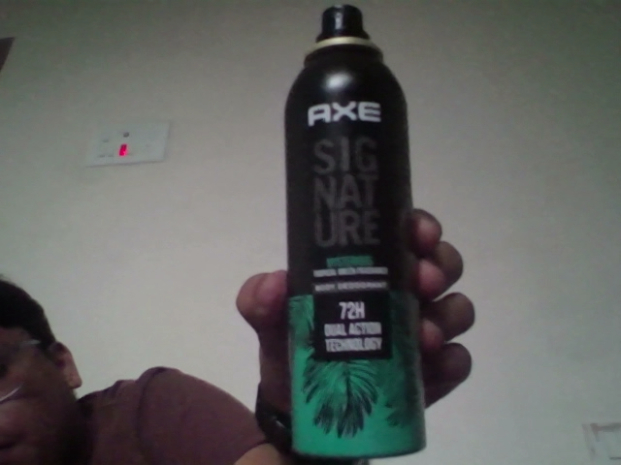 AXE
SIG
NAT
URE
BODY DEODORANT
72H
DUAL ACTION
TECHNOLOGY